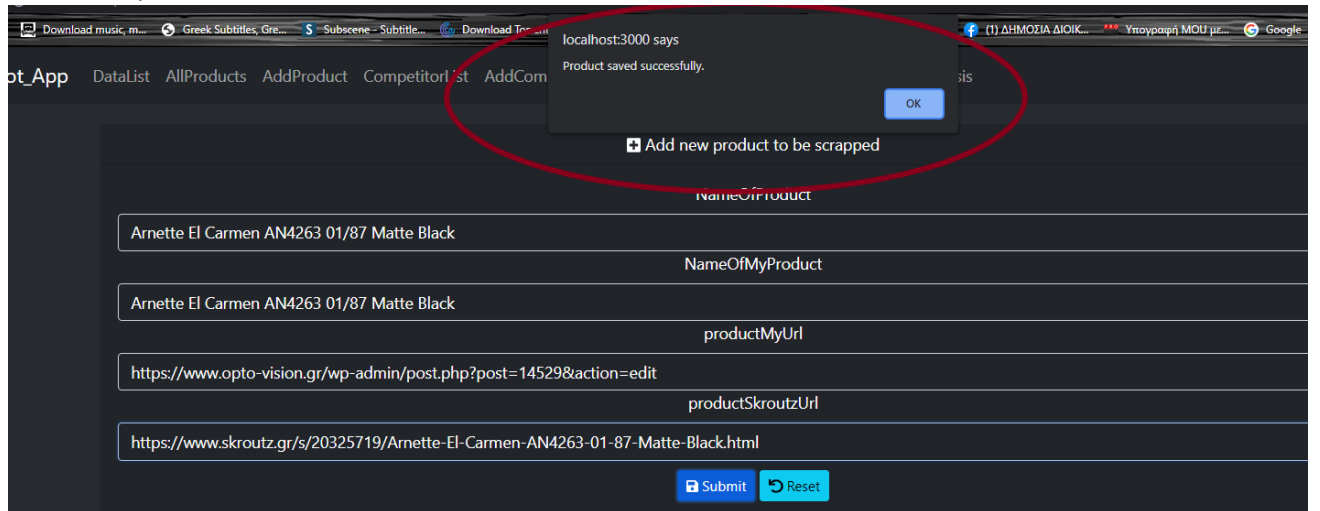 Download music, m... Greek Subtitles, Gre... S Subscene - Subtitle... Download (1) ΔΗΜΟΣΙΑ ΔΙΟΙΚ... Υπογραφή MOU με... Google
localhost:3000 says
Product saved successfully.
OK
ot_App DataList AllProducts AddProduct CompetitorList AddCom sis
Add new product to be scrapped
NameOfProduct
Arnette El Carmen AN4263 01/87 Matte Black
NameOfMyProduct
Arnette El Carmen AN4263 01/87 Matte Black
productMyUrl
https://www.opto-vision.gr/wp-admin/post.php?post=14529&action=edit
productSkroutzUrl
https://www.skroutz.gr/s/20325719/Arnette-El-Carmen-AN4263-01-87-Matte-Black.html
Submit Reset